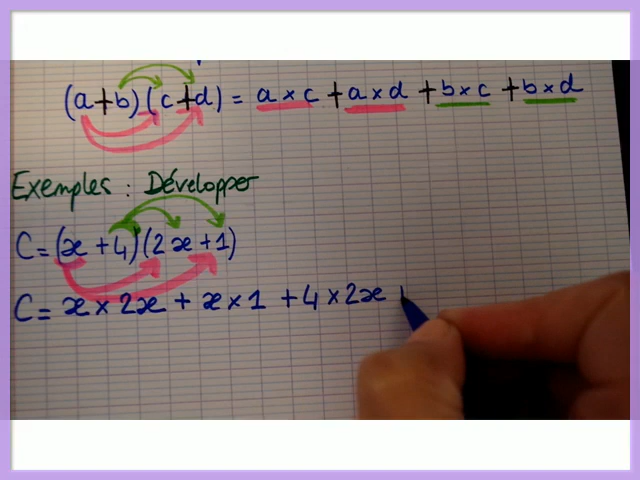 (a+b)(c+d) = a×c + a×d + b×c + b×d
Exemples : Développer
C = (x + 4)(2x + 1)
C = x × 2x + x × 1 + 4 × 2x